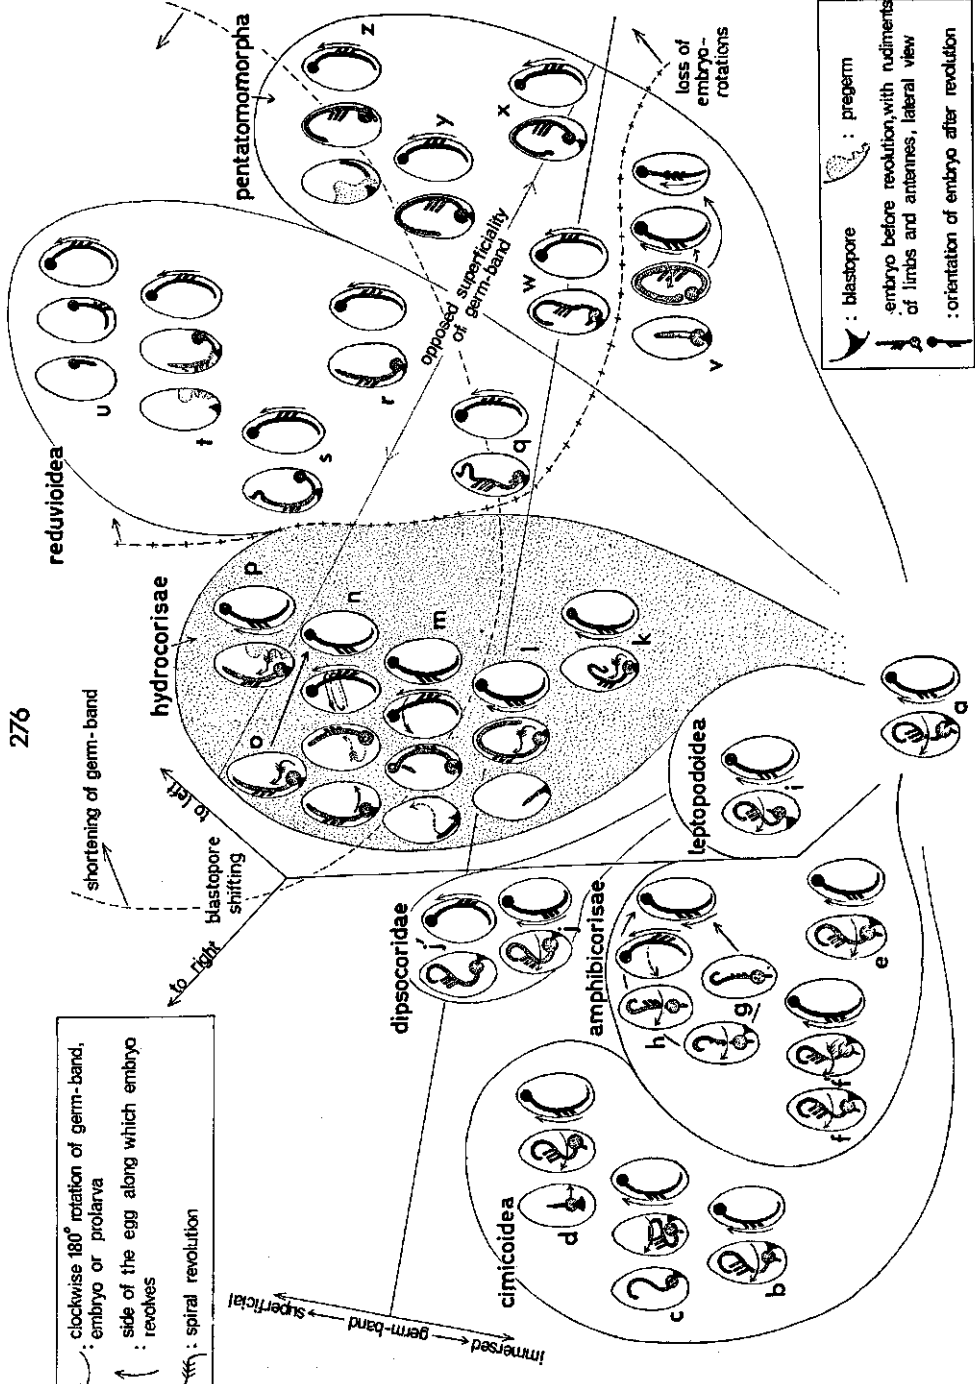 276
: clockwise 180° rotation of germ-band,
embryo or prolarva
: side of the egg along which embryo
revolves
: spiral revolution
shortening of germ-band
blastopore
shifting
to left
to right
superficial
germ-band
immersed
hydrocorisae
reduvioidea
pentatomomorpha
opposed superficiality
of germ-band
loss of
embryo-
rotations
dipsocoridae
amphibicorisae
leptopodoidea
cimicoidea
a
b
c
d
e
f
f'
g
h
i
j
j'
k
l
m
n
o
p
q
r
s
t
u
v
w
x
y
z
: blastopore
: pregerm
: embryo before revolution, with rudiments
of limbs and antennes, lateral view
: orientation of embryo after revolution